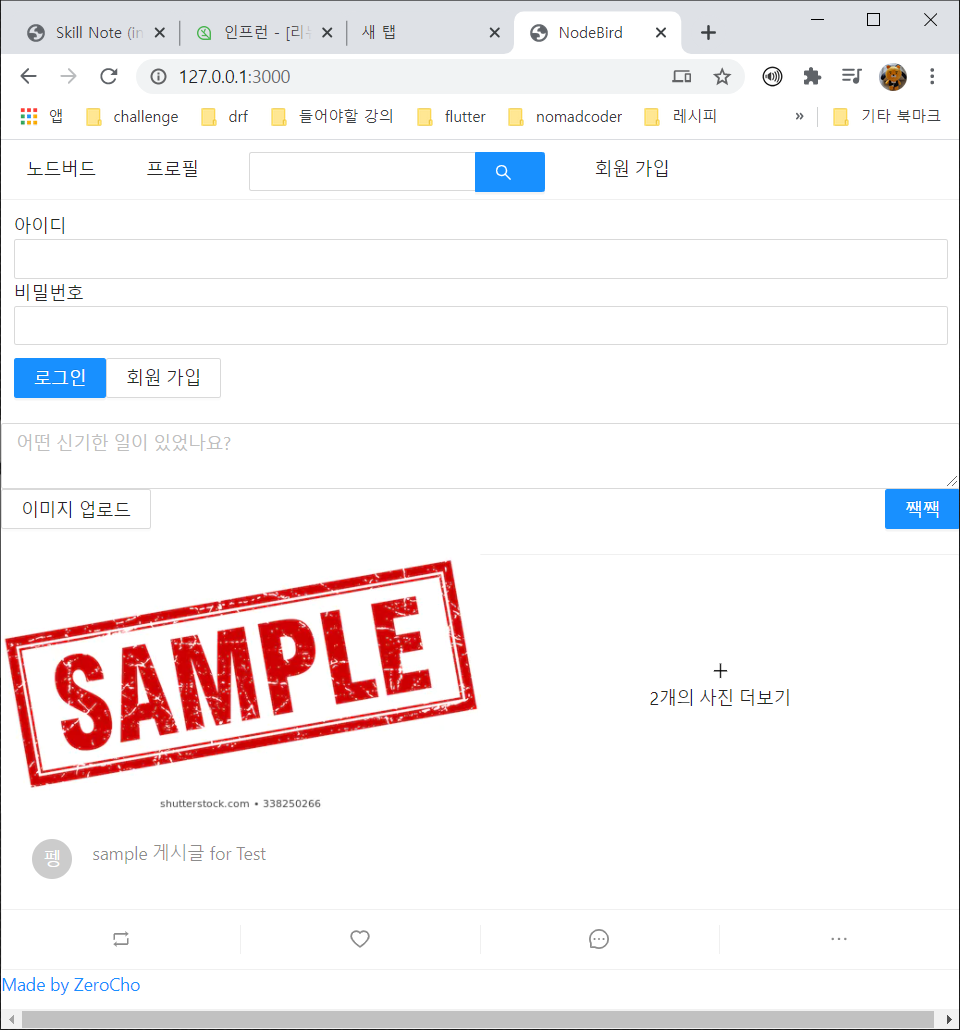 Skill Note (in
인프런 - [리
새 탭
NodeBird
127.0.0.1:3000
앱
challenge
drf
들어야할 강의
flutter
nomadcoder
레시피
»
기타 북마크
노드버드
프로필
회원 가입
아이디
비밀번호
로그인
회원 가입
어떤 신기한 일이 있었나요?
이미지 업로드
짹짹
SAMPLE
shutterstock.com • 338250266
+
2개의 사진 더보기
펭
sample 게시글 for Test
Made by ZeroCho